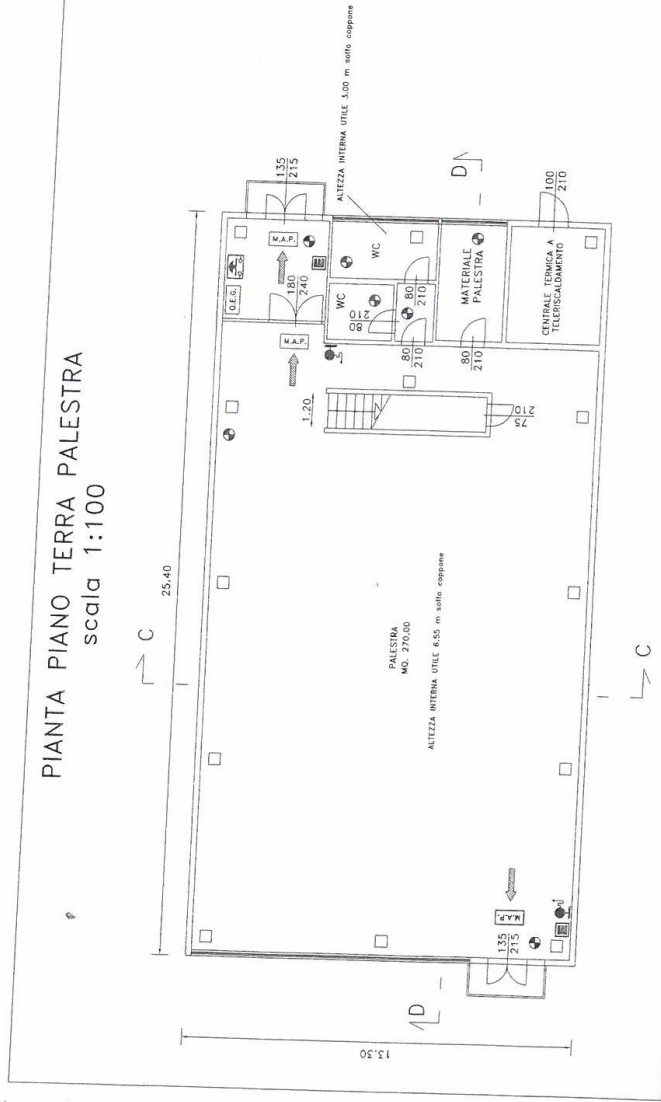 PIANTA PIANO TERRA PALESTRA
scala 1:100
25.40
13.30
C
C
D
D
Q.E.G.
M.A.P.
135
215
180
240
M.A.P.
ALTEZZA INTERNA UTILE 3.00 m sotto coppone
WC
WC
80
210
80
210
80
210
MATERIALE
PALESTRA
80
210
CENTRALE TERMICA A
TELERISCALDAMENTO
100
210
1.20
75
210
PALESTRA
MQ. 270,00
ALTEZZA INTERNA UTILE 6.55 m sotto coppone
M.A.P.
135
215